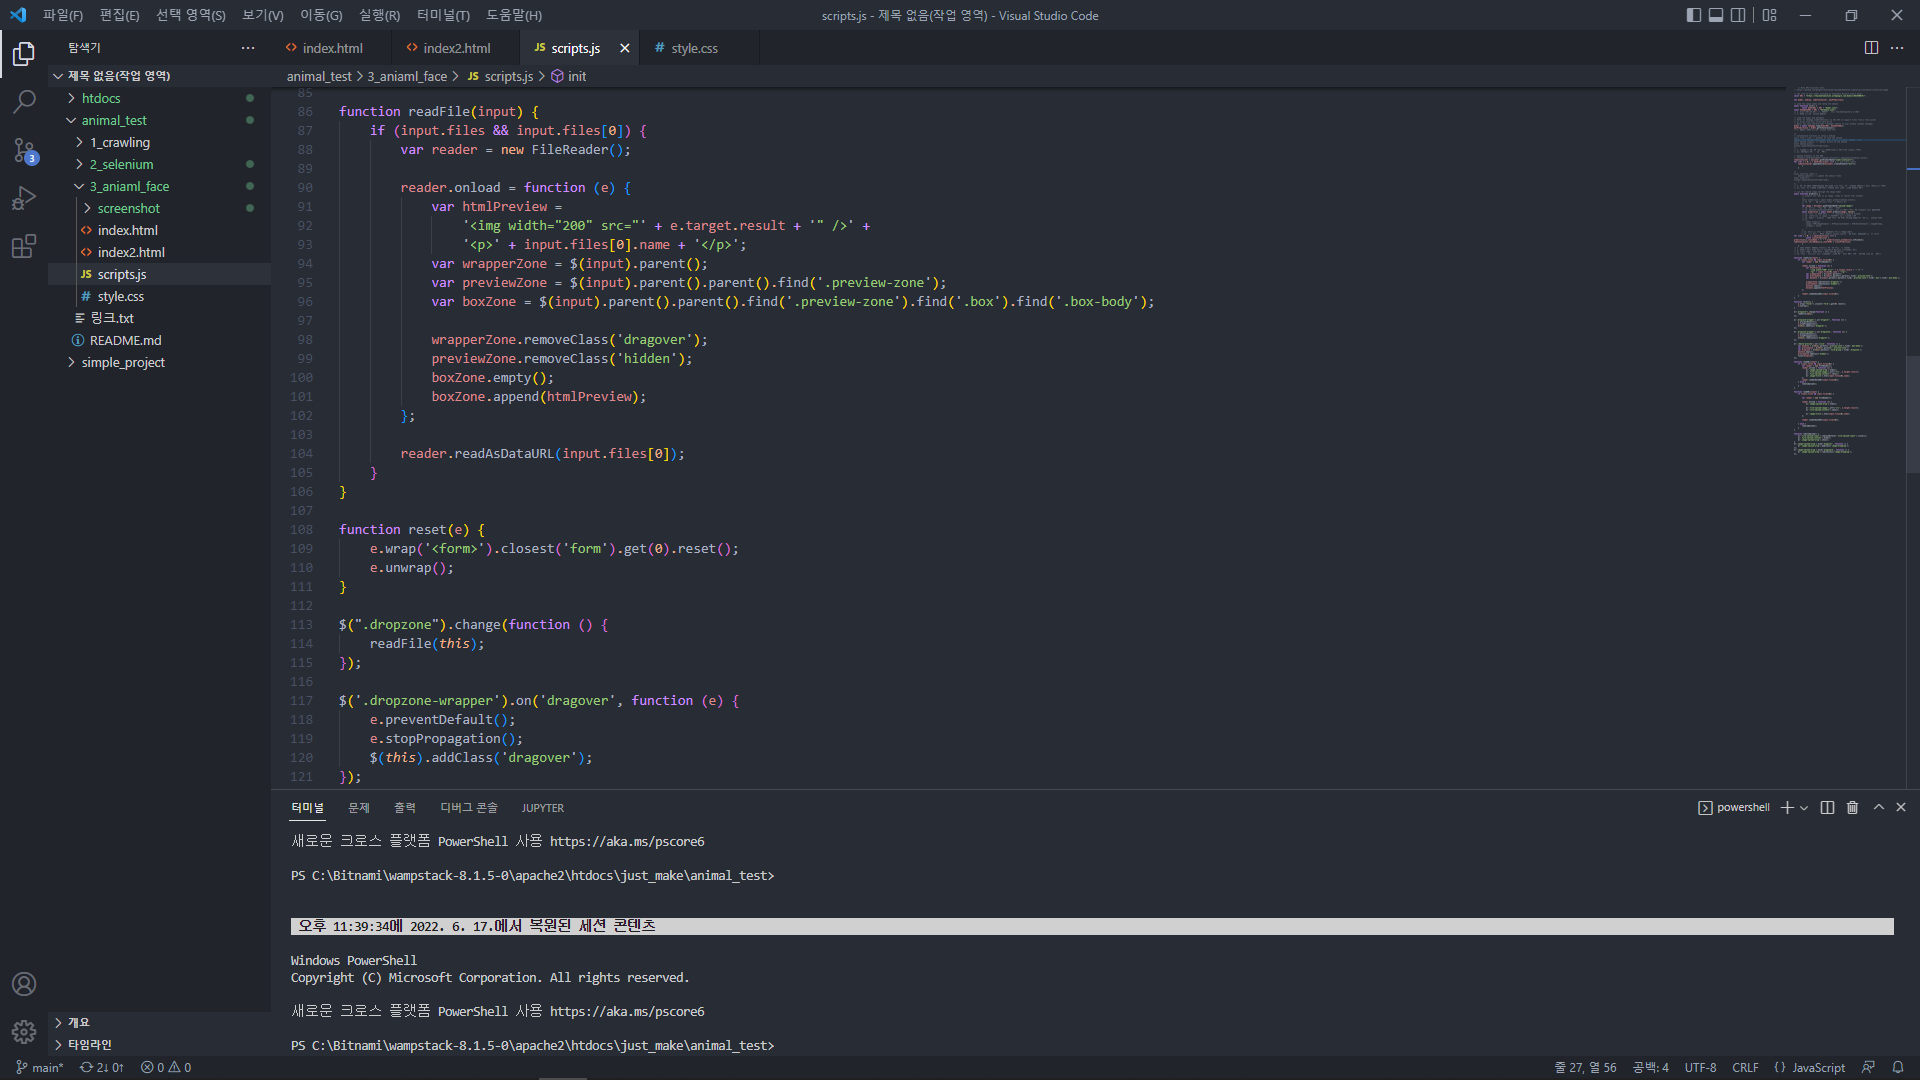 파일(F) 편집(E) 선택 영역(S) 보기(V) 이동(G) 실행(R) 터미널(T) 도움말(H)
scripts.js - 제목 없음(작업 영역) - Visual Studio Code
탐색기
index.html
index2.html
JS scripts.js
# style.css
제목 없음(작업 영역)
animal_test > 3_aniaml_face > JS scripts.js > init
htdocs
animal_test
1_crawling
2_selenium
3_aniaml_face
screenshot
index.html
index2.html
JS scripts.js
# style.css
링크.txt
README.md
simple_project
개요
타임라인
3
85
86 function readFile(input) {
87 if (input.files && input.files[0]) {
88 var reader = new FileReader();
89
90 reader.onload = function (e) {
91 var htmlPreview =
92 '<img width="200" src="' + e.target.result + '" />' +
93 '<p>' + input.files[0].name + '</p>';
94 var wrapperZone = $(input).parent();
95 var previewZone = $(input).parent().parent().find('.preview-zone');
96 var boxZone = $(input).parent().parent().find('.preview-zone').find('.box').find('.box-body');
97
98 wrapperZone.removeClass('dragover');
99 previewZone.removeClass('hidden');
100 boxZone.empty();
101 boxZone.append(htmlPreview);
102 };
103
104 reader.readAsDataURL(input.files[0]);
105 }
106 }
107
108 function reset(e) {
109 e.wrap('<form>').closest('form').get(0).reset();
110 e.unwrap();
111 }
112
113 $(".dropzone").change(function () {
114 readFile(this);
115 });
116
117 $('.dropzone-wrapper').on('dragover', function (e) {
118 e.preventDefault();
119 e.stopPropagation();
120 $(this).addClass('dragover');
121 });
터미널 문제 출력 디버그 콘솔 JUPYTER
powershell
새로운 크로스 플랫폼 PowerShell 사용 https://aka.ms/pscore6
PS C:\Bitnami\wampstack-8.1.5-0\apache2\htdocs\just_make\animal_test>
오후 11:39:34에 2022. 6. 17.에서 복원된 세션 콘텐츠
Windows PowerShell
Copyright (C) Microsoft Corporation. All rights reserved.
새로운 크로스 플랫폼 PowerShell 사용 https://aka.ms/pscore6
PS C:\Bitnami\wampstack-8.1.5-0\apache2\htdocs\just_make\animal_test>
main* 2↓ 0↑ 0 0
줄 27, 열 56 공백: 4 UTF-8 CRLF {} JavaScript